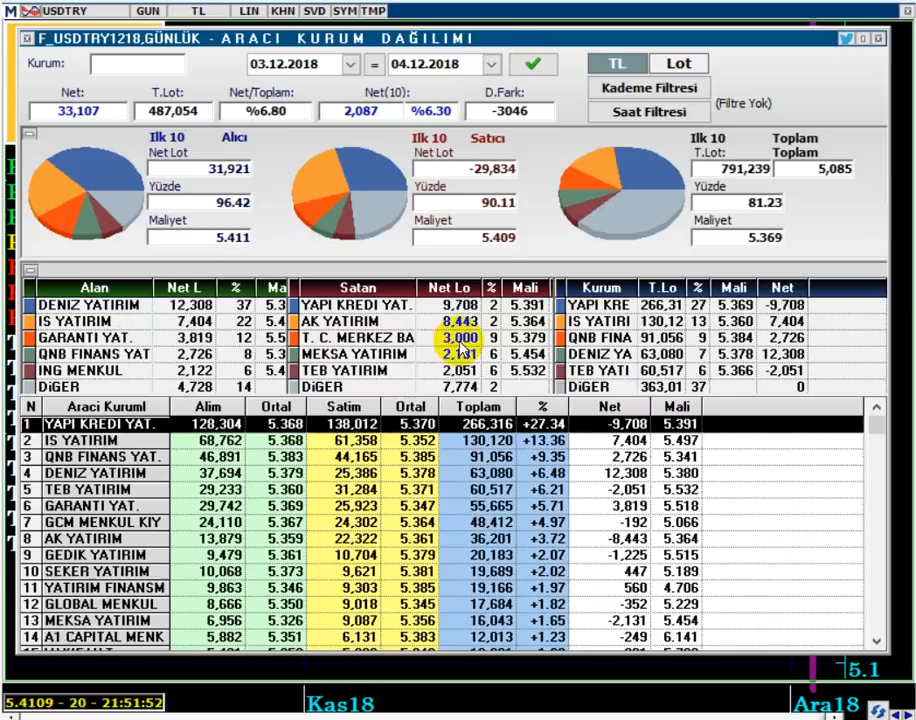 M USDTRY GUN TL LIN KHN SVD SYM TMP
F_USDTRY1218,GÜNLÜK - ARACI KURUM DAĞILIMI
Kurum: 03.12.2018 = 04.12.2018 TL Lot
Kademe Filtresi
Saat Filtresi (Filtre Yok)
Net: T.Lot: Net/Toplam: Net(10): D.Fark:
33,107 487,054 %6.80 2,087 %6.30 -3046
Ilk 10 Alıcı
Net Lot
31,921
Yüzde
96.42
Maliyet
5.411
Ilk 10 Satıcı
Net Lot
-29,834
Yüzde
90.11
Maliyet
5.409
Ilk 10 Toplam
T.Lot: Toplam
791,239 5,085
Yüzde
81.23
Maliyet
5.369
Alan Net L % Ma Satan Net Lo % Mali Kurum T.Lo % Mali Net
DENIZ YATIRIM 12,308 37 5.3 YAPI KREDI YAT. 9,708 2 5.391 YAPI KRE 266,31 27 5.369 -9,708
IS YATIRIM 7,404 22 5.4 AK YATIRIM 8,443 2 5.364 IS YATIRI 130,12 13 5.360 7,404
GARANTI YAT. 3,819 12 5.5 T. C. MERKEZ BA 3,000 9 5.379 QNB FINA 91,056 9 5.384 2,726
QNB FINANS YAT 2,726 8 5.3 MEKSA YATIRIM 2,131 6 5.454 DENIZ YA 63,080 7 5.378 12,308
ING MENKUL 2,122 6 5.4 TEB YATIRIM 2,051 6 5.532 TEB YATI 60,517 6 5.366 -2,051
DiGER 4,728 14 DiGER 7,774 2 DiGER 363,01 37 0
N Araci Kuruml Alim Ortal Satim Ortal Toplam % Net Mali
1 YAPI KREDI YAT. 128,304 5.368 138,012 5.370 266,316 +27.34 -9,708 5.391
2 IS YATIRIM 68,762 5.368 61,358 5.352 130,120 +13.36 7,404 5.497
3 QNB FINANS YAT. 46,891 5.383 44,165 5.385 91,056 +9.35 2,726 5.341
4 DENIZ YATIRIM 37,694 5.379 25,386 5.378 63,080 +6.48 12,308 5.380
5 TEB YATIRIM 29,233 5.360 31,284 5.371 60,517 +6.21 -2,051 5.532
6 GARANTI YAT. 29,742 5.369 25,923 5.347 55,665 +5.71 3,819 5.518
7 GCM MENKUL KIY 24,110 5.367 24,302 5.364 48,412 +4.97 -192 5.066
8 AK YATIRIM 13,879 5.359 22,322 5.361 36,201 +3.72 -8,443 5.364
9 GEDIK YATIRIM 9,479 5.361 10,704 5.379 20,183 +2.07 -1,225 5.515
10 SEKER YATIRIM 10,068 5.373 9,621 5.381 19,689 +2.02 447 5.189
11 YATIRIM FINANSM 9,863 5.346 9,303 5.385 19,166 +1.97 560 4.706
12 GLOBAL MENKUL 8,666 5.350 9,018 5.345 17,684 +1.82 -352 5.229
13 MEKSA YATIRIM 6,956 5.326 9,087 5.356 16,043 +1.65 -2,131 5.454
14 A1 CAPITAL MENK 5,882 5.351 6,131 5.383 12,013 +1.23 -249 6.141
5.1
5.4109 - 20 - 21:51:52 Kas18 Ara18